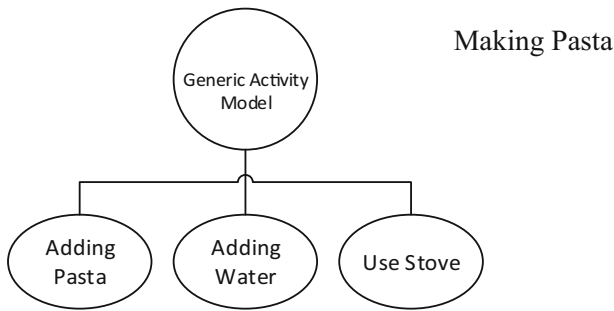 Making Pasta
Generic Activity
Model
Adding
Pasta
Adding
Water
Use Stove